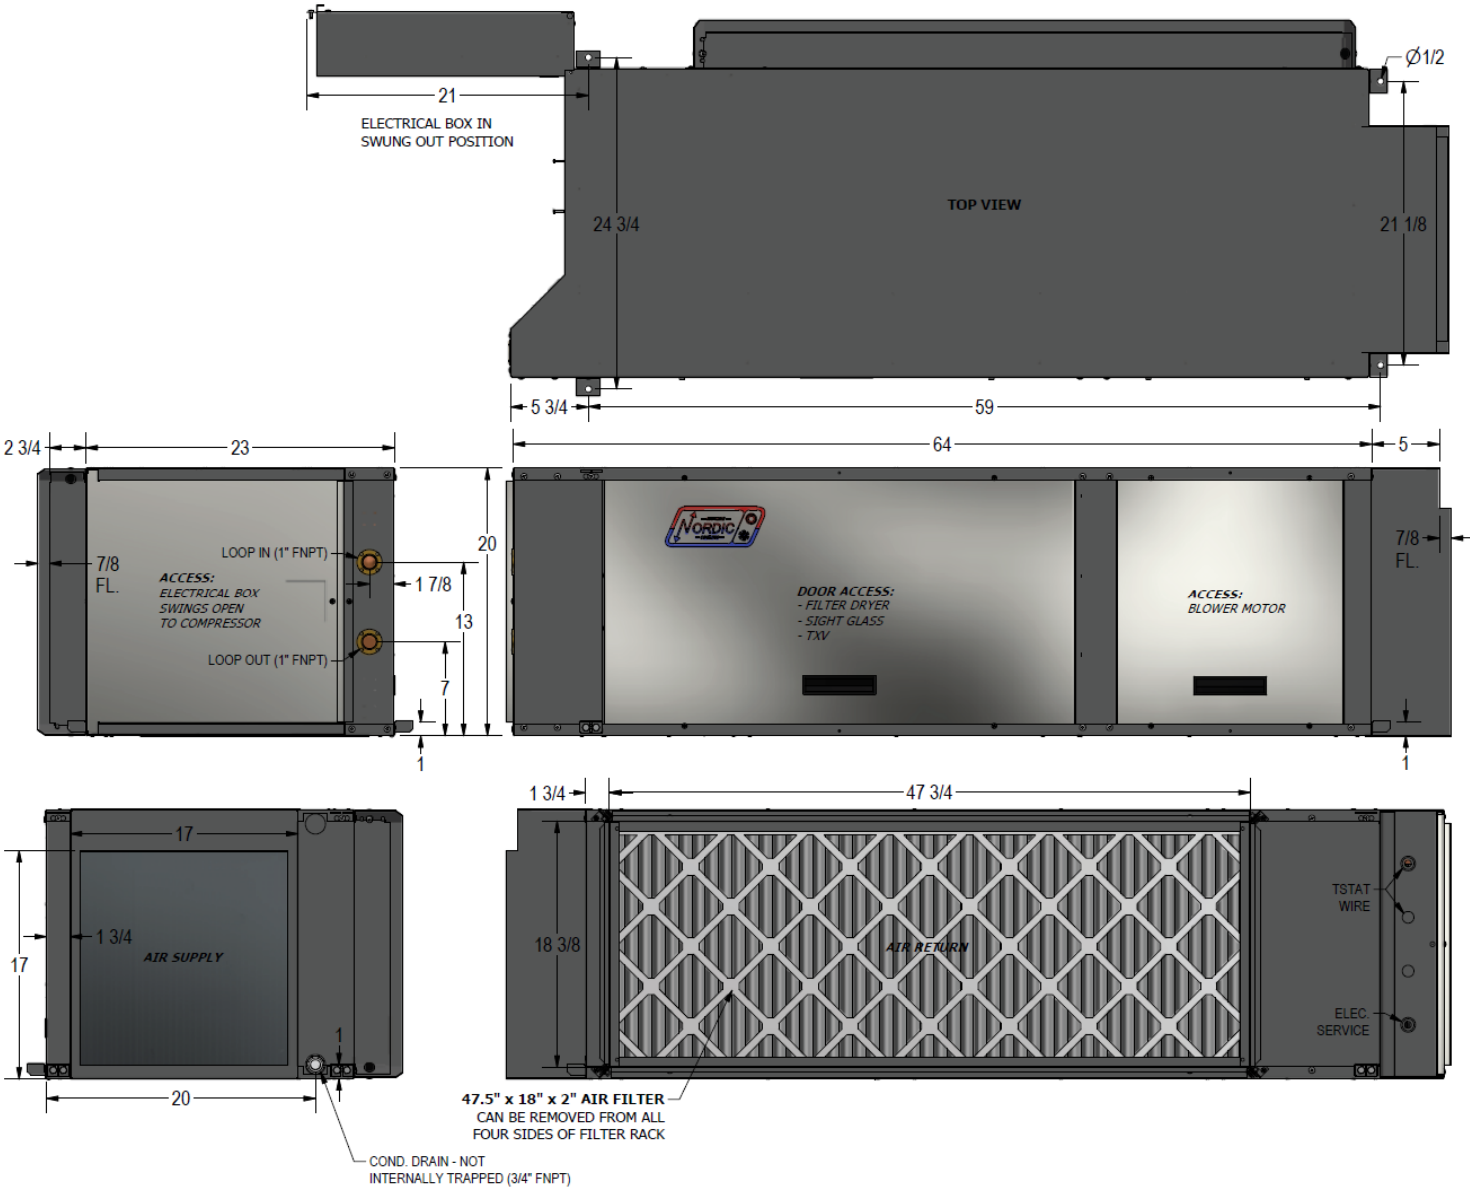 Ø1/2
21
ELECTRICAL BOX IN
SWUNG OUT POSITION
TOP VIEW
24 3/4
21 1/8
5 3/4
59
2 3/4
23
64
5
LOOP IN (1" FNPT)
7/8
FL.
ACCESS:
ELECTRICAL BOX
SWINGS OPEN
TO COMPRESSOR
1 7/8
13
LOOP OUT (1" FNPT)
7
1
20
NORDIC
DOOR ACCESS:
- FILTER DRYER
- SIGHT GLASS
- TXV
ACCESS:
BLOWER MOTOR
7/8
FL.
1
17
1 3/4
17
AIR SUPPLY
1
20
COND. DRAIN - NOT
INTERNALLY TRAPPED (3/4" FNPT)
1 3/4
47 3/4
18 3/8
AIR RETURN
TSTAT
WIRE
ELEC.
SERVICE
47.5" x 18" x 2" AIR FILTER
CAN BE REMOVED FROM ALL
FOUR SIDES OF FILTER RACK